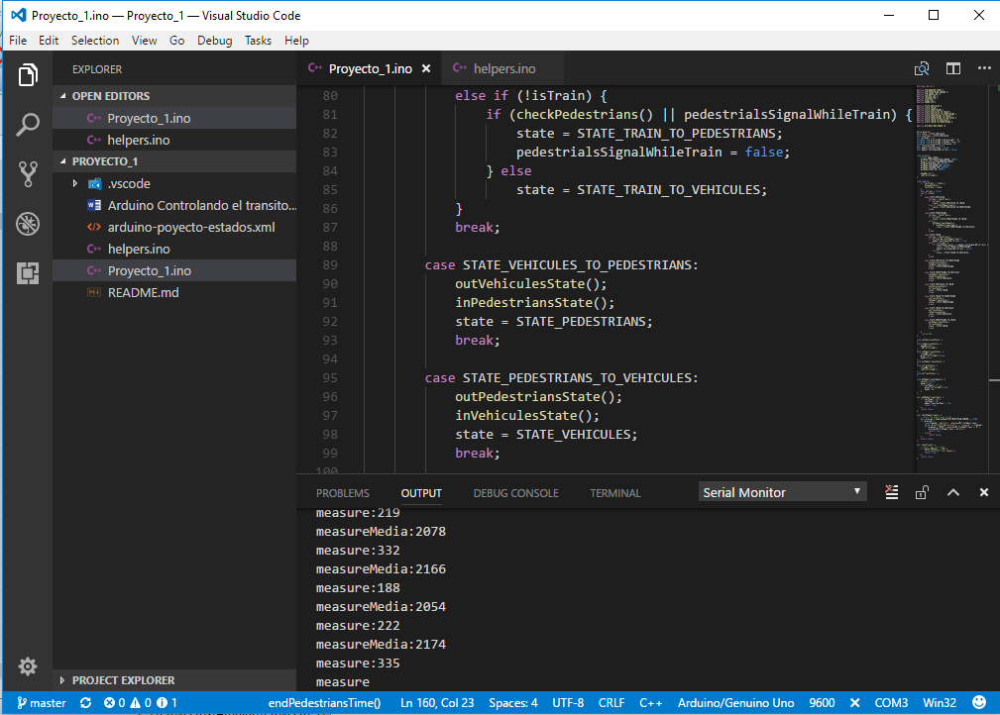 Proyecto_1.ino — Proyecto_1 — Visual Studio Code
File Edit Selection View Go Debug Tasks Help
EXPLORER
OPEN EDITORS
Proyecto_1.ino
helpers.ino
PROYECTO_1
.vscode
Arduino Controlando el transito...
arduino-poyecto-estados.xml
helpers.ino
Proyecto_1.ino
README.md
PROJECT EXPLORER
Proyecto_1.ino helpers.ino
80 else if (!isTrain) {
81 if (checkPedestrians() || pedestrialsSignalWhileTrain) {
82 state = STATE_TRAIN_TO_PEDESTRIANS;
83 pedestrialsSignalWhileTrain = false;
84 } else
85 state = STATE_TRAIN_TO_VEHICULES;
86 }
87 break;
88
89 case STATE_VEHICULES_TO_PEDESTRIANS:
90 outVehiculesState();
91 inPedestriansState();
92 state = STATE_PEDESTRIANS;
93 break;
94
95 case STATE_PEDESTRIANS_TO_VEHICULES:
96 outPedestriansState();
97 inVehiculesState();
98 state = STATE_VEHICULES;
99 break;
100
PROBLEMS OUTPUT DEBUG CONSOLE TERMINAL Serial Monitor
measure:219
measureMedia:2078
measure:332
measureMedia:2166
measure:188
measureMedia:2054
measure:222
measureMedia:2174
measure:335
measure
master 0 0 1 endPedestriansTime() Ln 160, Col 23 Spaces: 4 UTF-8 CRLF C++ Arduino/Genuino Uno 9600 COM3 Win32